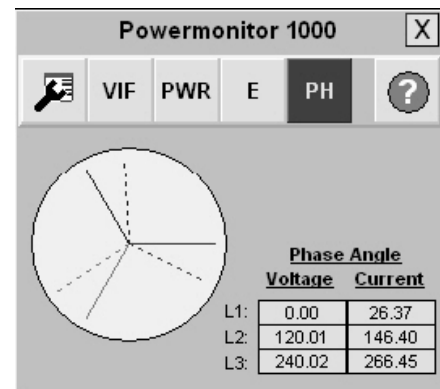 Powermonitor 1000 X
VIF PWR E PH ?
Phase Angle
Voltage Current
L1: 0.00 26.37
L2: 120.01 146.40
L3: 240.02 266.45